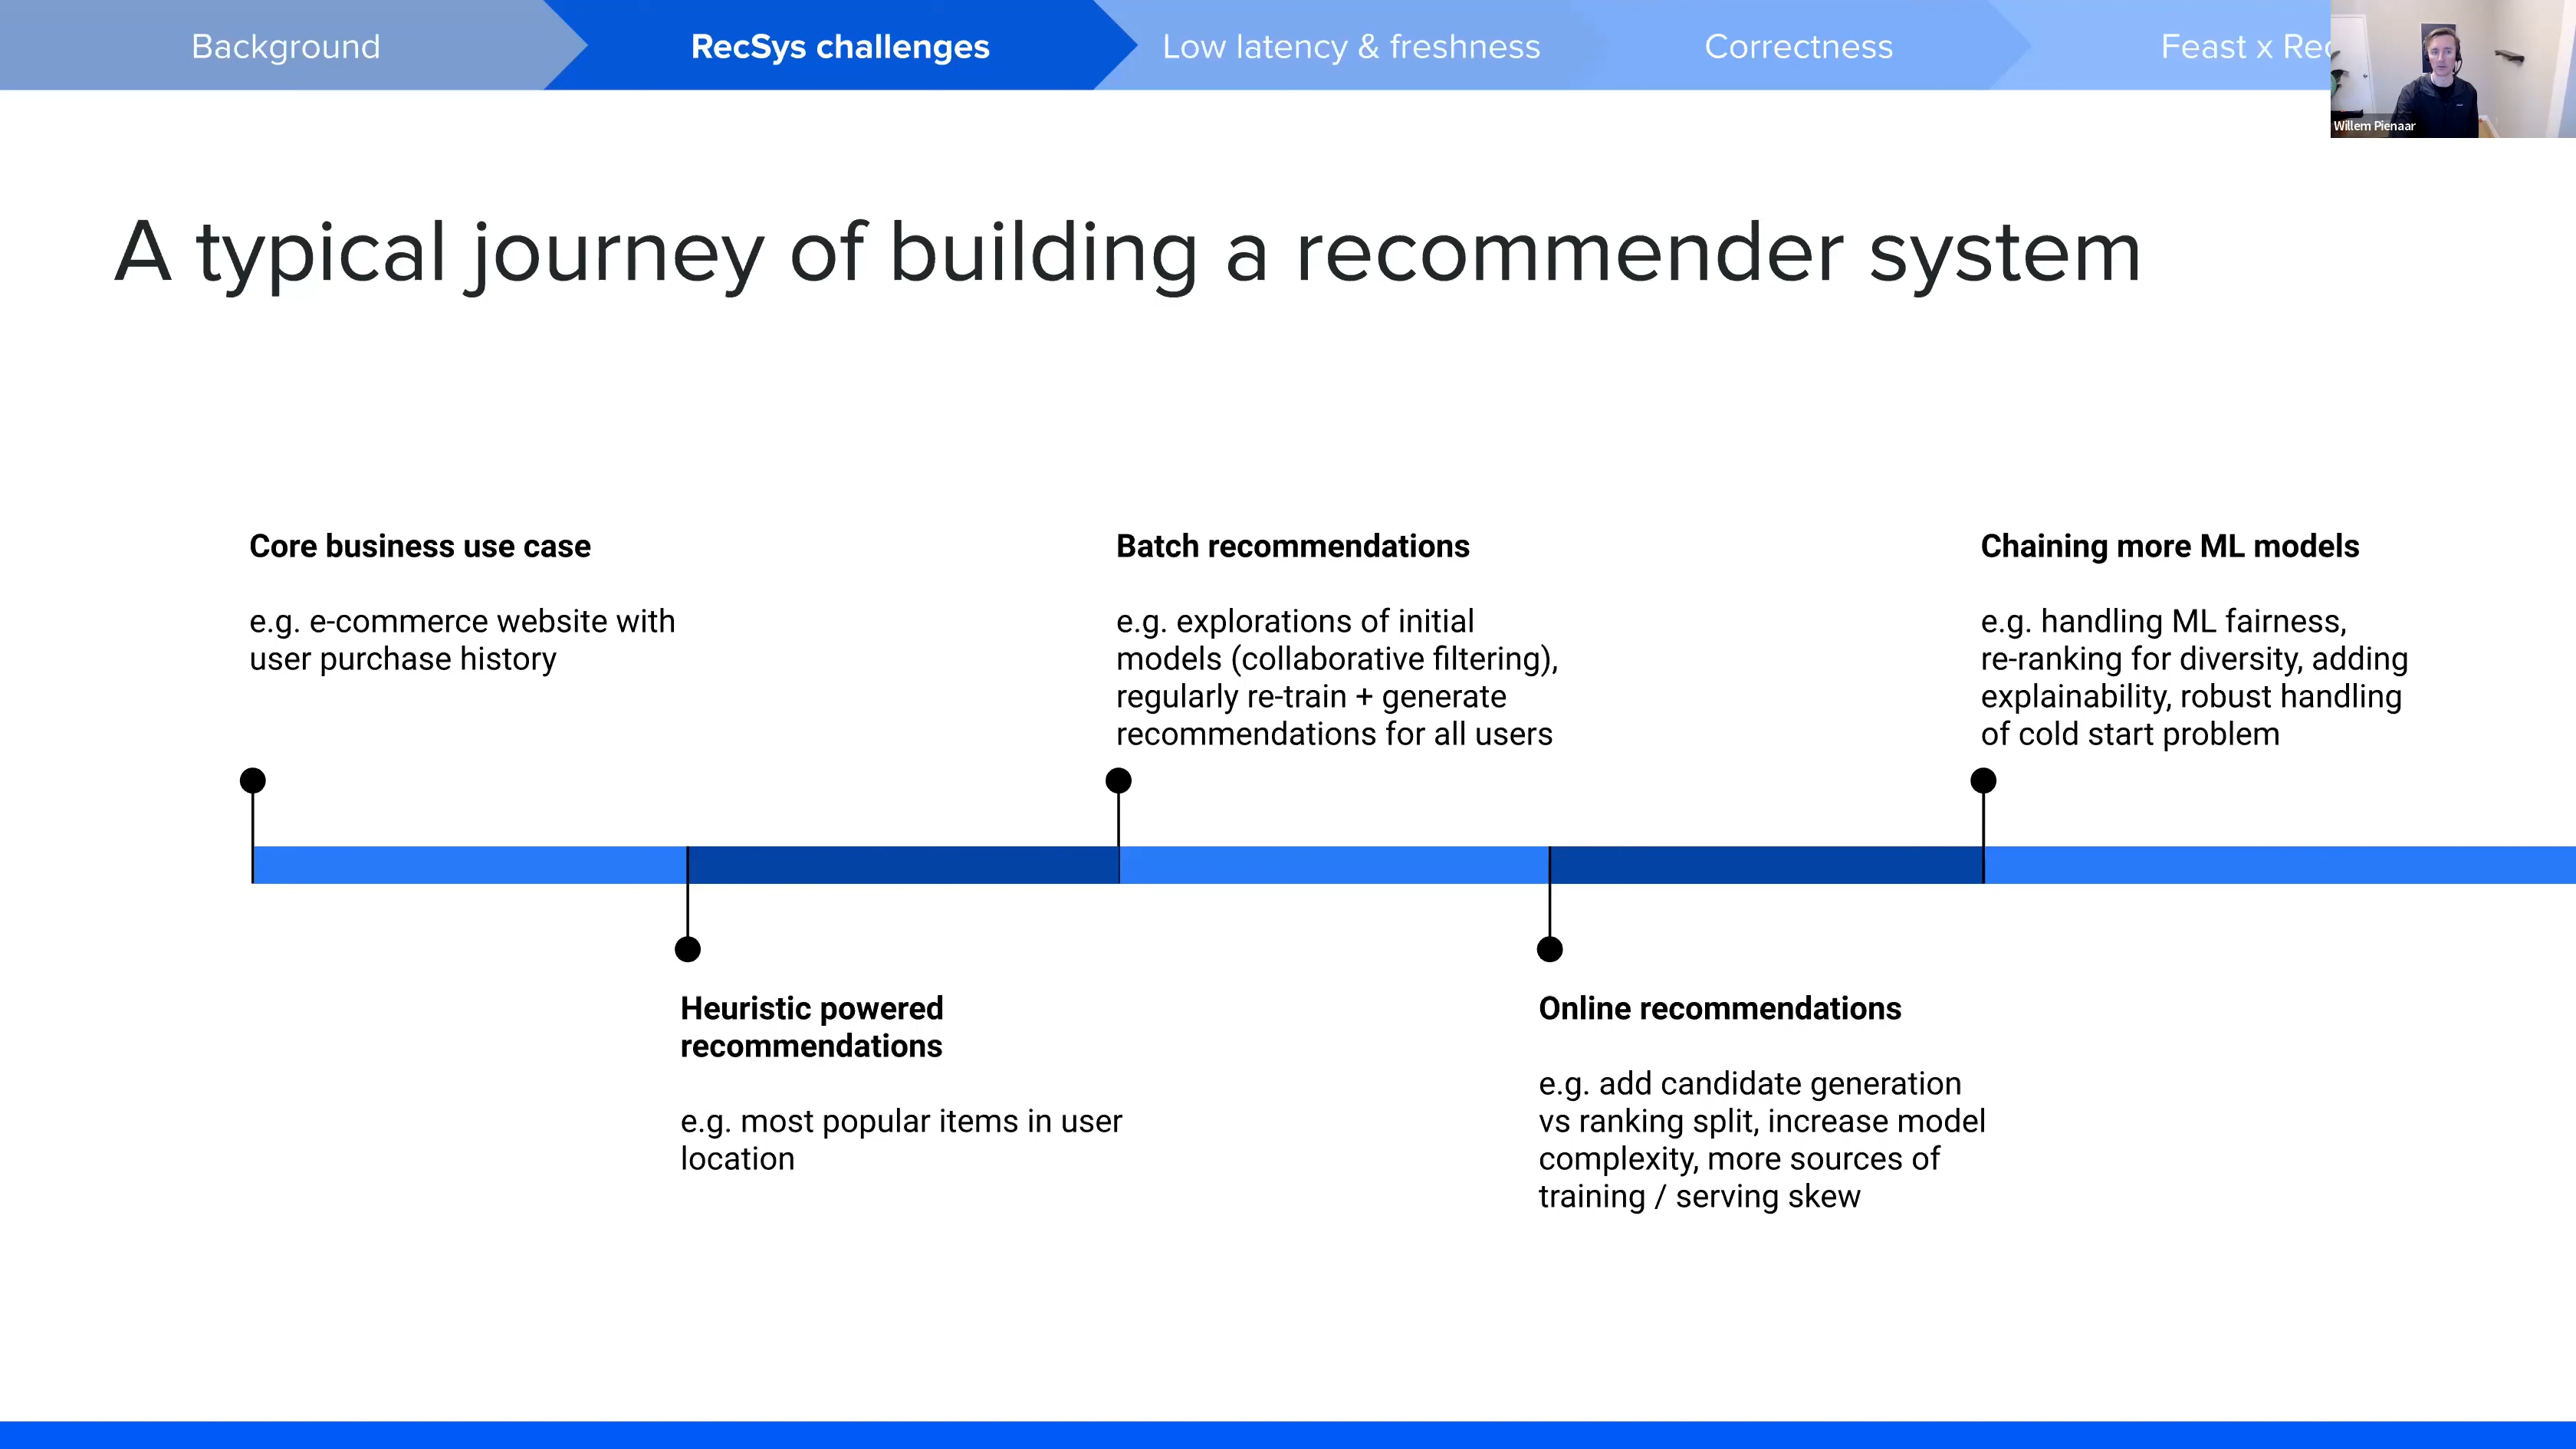 Background
RecSys challenges
Low latency & freshness
Correctness
Feast x
Willem Pienaar
A typical journey of building a recommender system
Core business use case
e.g. e-commerce website with
user purchase history
Batch recommendations
e.g. explorations of initial
models (collaborative filtering),
regularly re-train + generate
recommendations for all users
Chaining more ML models
e.g. handling ML fairness,
re-ranking for diversity, adding
explainability, robust handling
of cold start problem
Heuristic powered
recommendations
e.g. most popular items in user
location
Online recommendations
e.g. add candidate generation
vs ranking split, increase model
complexity, more sources of
training / serving skew